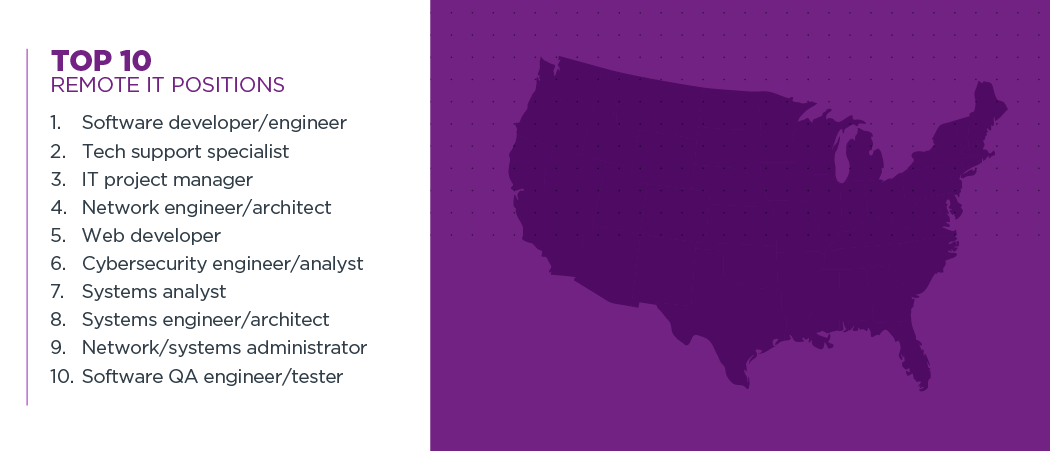 TOP 10
REMOTE IT POSITIONS
1. Software developer/engineer
2. Tech support specialist
3. IT project manager
4. Network engineer/architect
5. Web developer
6. Cybersecurity engineer/analyst
7. Systems analyst
8. Systems engineer/architect
9. Network/systems administrator
10. Software QA engineer/tester